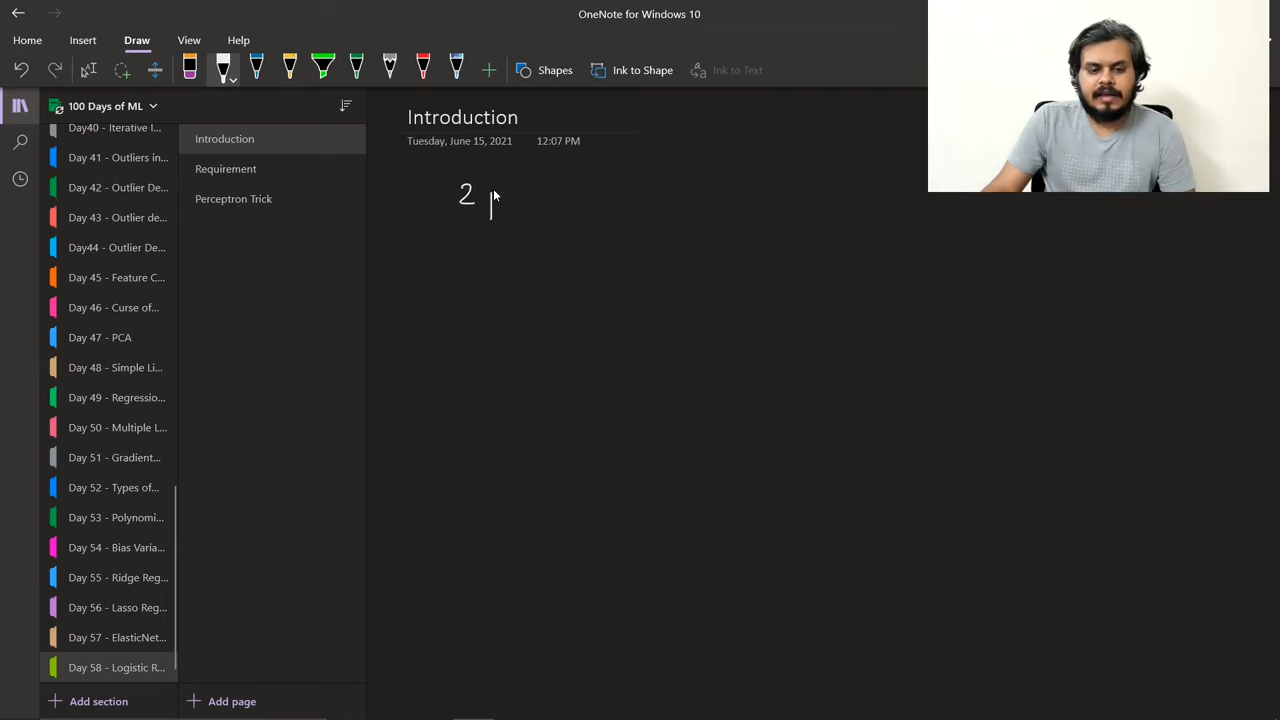 OneNote for Windows 10
Home Insert Draw View Help
Shapes Ink to Shape Ink to Text
100 Days of ML
Day40 - Iterative I...
Day 41 - Outliers in...
Day 42 - Outlier De...
Day 43 - Outlier de...
Day44 - Outlier De...
Day 45 - Feature C...
Day 46 - Curse of...
Day 47 - PCA
Day 48 - Simple Li...
Day 49 - Regressio...
Day 50 - Multiple L...
Day 51 - Gradient...
Day 52 - Types of...
Day 53 - Polynomi...
Day 54 - Bias Varia...
Day 55 - Ridge Reg...
Day 56 - Lasso Reg...
Day 57 - ElasticNet...
Day 58 - Logistic R...
Add section
Introduction
Requirement
Perceptron Trick
Add page
Introduction
Tuesday, June 15, 2021 12:07 PM
2